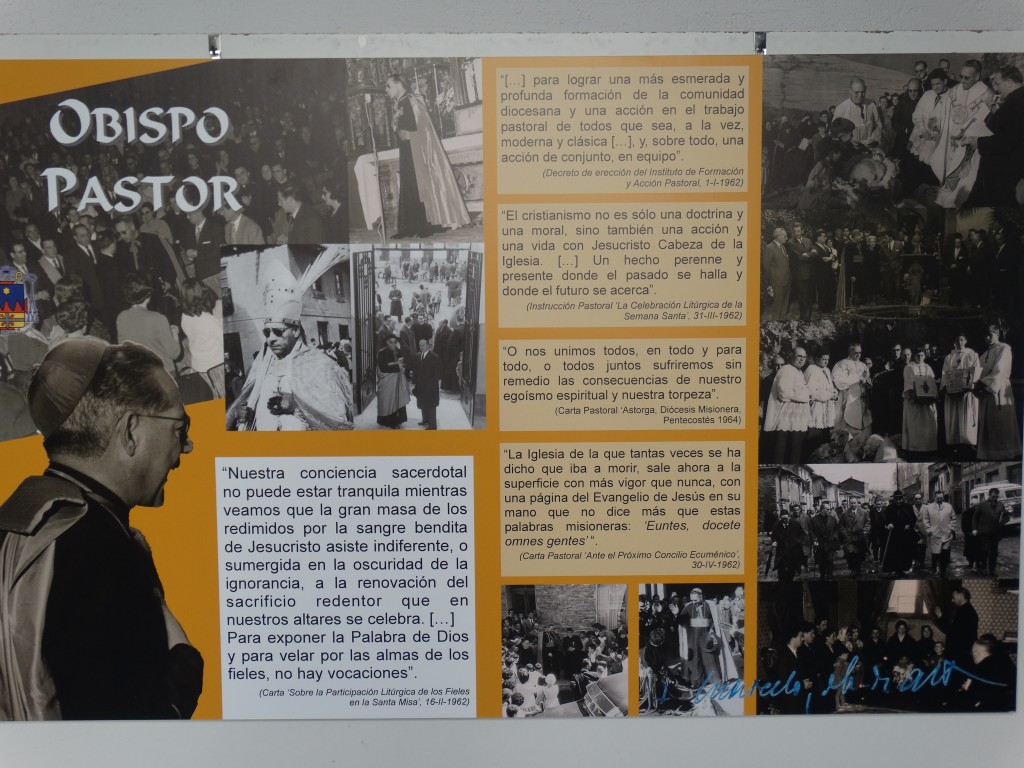 OBISPO
PASTOR
“Nuestra conciencia sacerdotal
no puede estar tranquila mientras
veamos que la gran masa de los
redimidos por la sangre bendita
de Jesucristo asiste indiferente, o
sumergida en la oscuridad de la
ignorancia, a la renovación del
sacrificio redentor que en
nuestros altares se celebra. […]
Para exponer la Palabra de Dios
y para velar por las almas de los
fieles, no hay vocaciones”.
(Carta ‘Sobre la Participación Litúrgica de los Fieles
en la Santa Misa’, 16-II-1962)
“[…] para lograr una más esmerada y
profunda formación de la comunidad
diocesana y una acción en el trabajo
pastoral de todos que sea, a la vez,
moderna y clásica […], y, sobre todo, una
acción de conjunto, en equipo”.
(Decreto de erección del Instituto de Formación
y Acción Pastoral, 1-I-1962)
“El cristianismo no es sólo una doctrina y
una moral, sino también una acción y
una vida con Jesucristo Cabeza de la
Iglesia. […] Un hecho perenne y
presente donde el pasado se halla y
donde el futuro se acerca”.
(Instrucción Pastoral ‘La Celebración Litúrgica de la
Semana Santa’, 31-III-1962)
“O nos unimos todos, en todo y para
todo, o todos juntos sufriremos sin
remedio las consecuencias de nuestro
egoísmo espiritual y nuestra torpeza”.
(Carta Pastoral ‘Astorga, Diócesis Misionera,
Pentecostés 1964)
“La Iglesia de la que tantas veces se ha
dicho que iba a morir, sale ahora a la
superficie con más vigor que nunca, con
una página del Evangelio de Jesús en su
mano que no dice más que estas
palabras misioneras: ‘Euntes, docete
omnes gentes’ “.
(Carta Pastoral ‘Ante el Próximo Concilio Ecuménico’,
30-IV-1962)